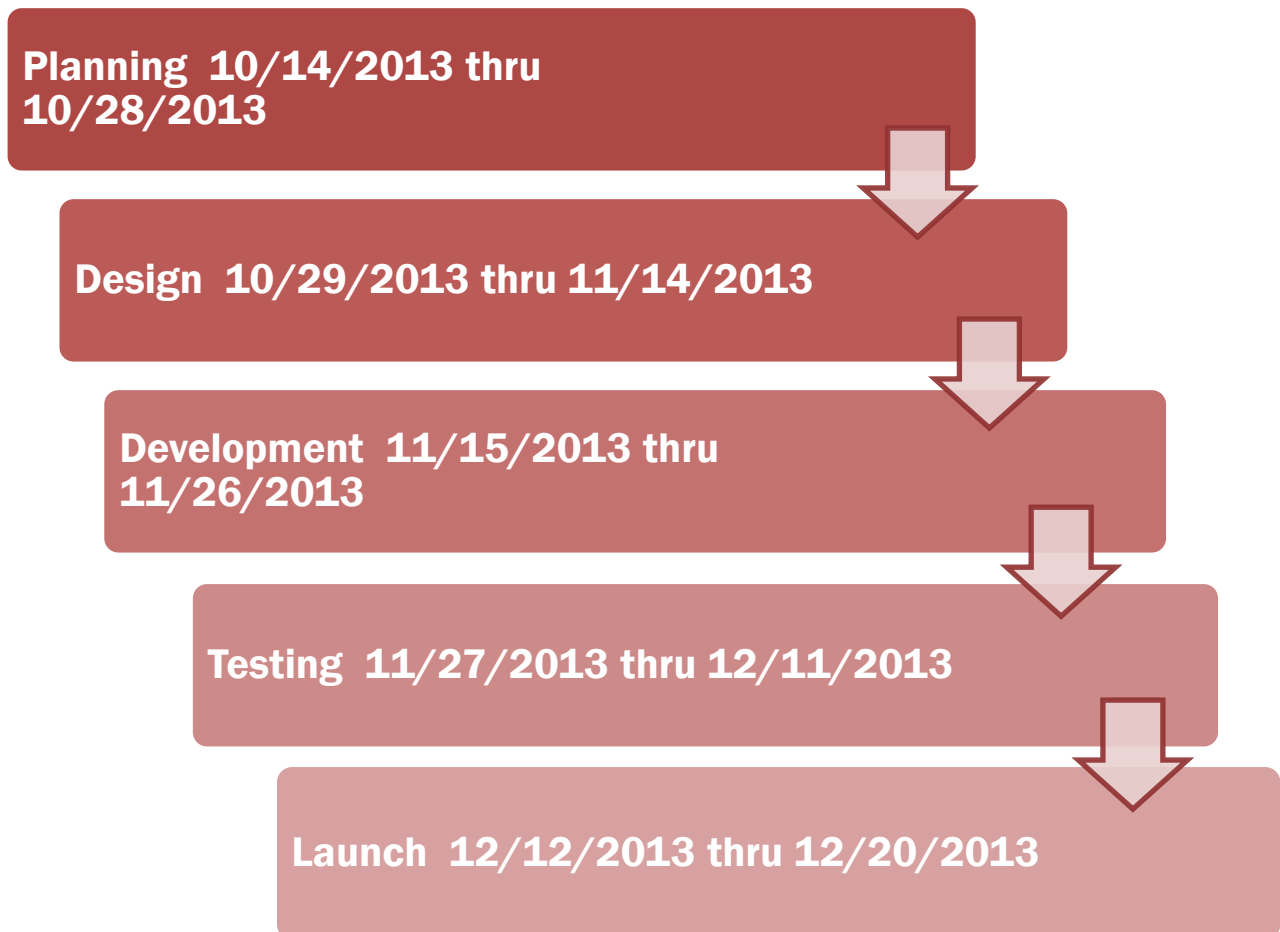 Planning  10/14/2013 thru
10/28/2013
Design  10/29/2013 thru 11/14/2013
Development  11/15/2013 thru
11/26/2013
Testing  11/27/2013 thru 12/11/2013
Launch  12/12/2013 thru 12/20/2013